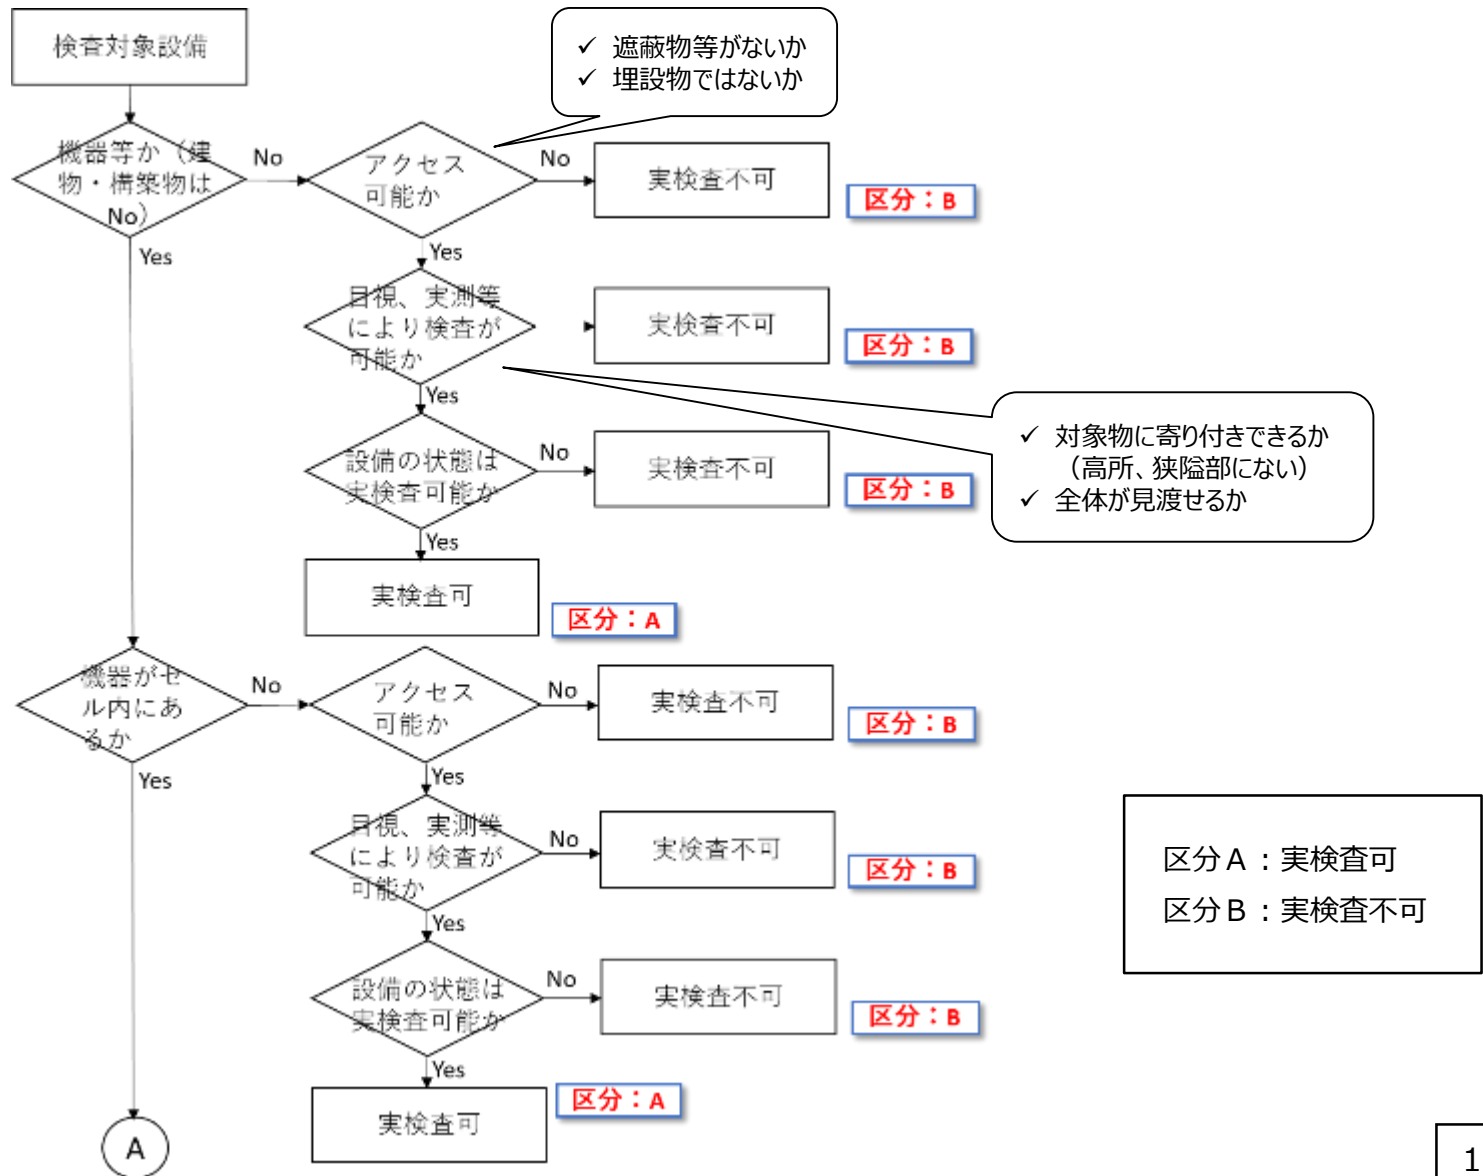 検査対象設備
✓ 遮蔽物等がないか
✓ 埋設物ではないか
機器等か（建
物・構築物は
No）
No
アクセス
可能か
No
実検査不可
区分：B
Yes
Yes
目視、実測等
により検査が
可能か
実検査不可
区分：B
Yes
✓ 対象物に寄り付きできるか
（高所、狭隘部にない）
✓ 全体が見渡せるか
設備の状態は
実検査可能か
No
実検査不可
区分：B
Yes
実検査可
区分：A
機器がセ
ル内にあ
るか
No
アクセス
可能か
No
実検査不可
区分：B
Yes
Yes
目視、実測等
により検査が
可能か
No
実検査不可
区分：B
区分Ａ：実検査可
区分Ｂ：実検査不可
Yes
設備の状態は
実検査可能か
No
実検査不可
区分：B
Yes
実検査可
区分：A
A
1